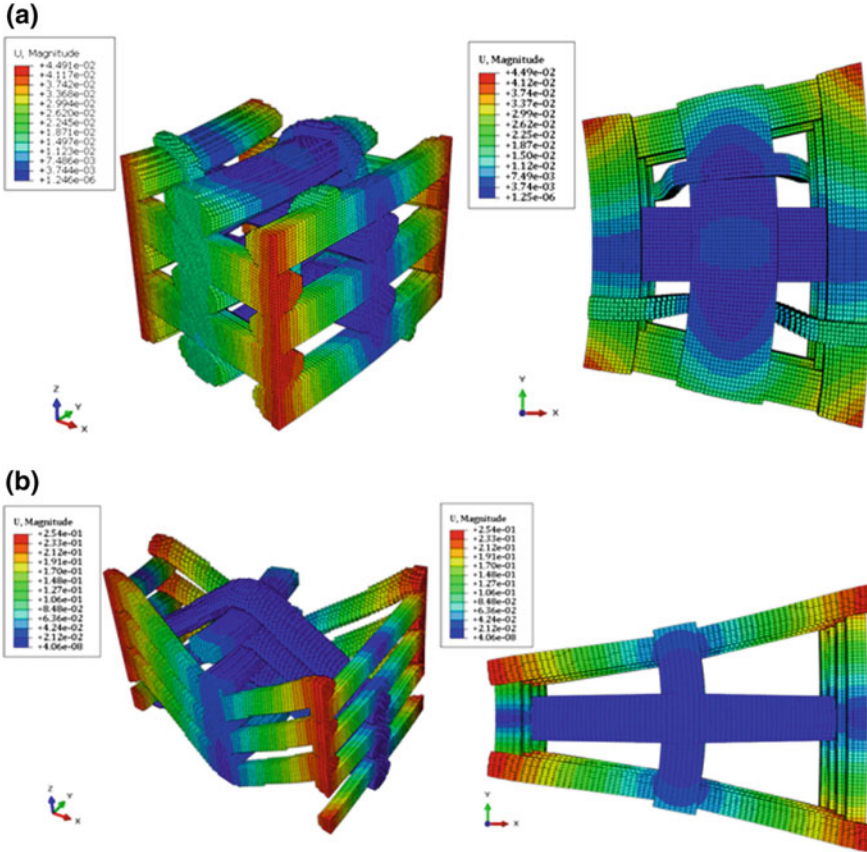 (a)
U, Magnitude
+4.491e-02
+4.117e-02
+3.742e-02
+3.368e-02
+2.994e-02
+2.620e-02
+2.245e-02
+1.871e-02
+1.497e-02
+1.123e-02
+7.486e-03
+3.744e-03
+1.246e-06
Z
Y
X
U, Magnitude
+4.49e-02
+4.12e-02
+3.74e-02
+3.37e-02
+2.99e-02
+2.62e-02
+2.25e-02
+1.87e-02
+1.50e-02
+1.12e-02
+7.49e-03
+3.74e-03
+1.25e-06
Y
X
(b)
U, Magnitude
+2.54e-01
+2.33e-01
+2.12e-01
+1.91e-01
+1.70e-01
+1.48e-01
+1.27e-01
+1.06e-01
+8.48e-02
+6.36e-02
+4.24e-02
+2.12e-02
+4.06e-08
Z
Y
X
U, Magnitude
+2.54e-01
+2.33e-01
+2.12e-01
+1.91e-01
+1.70e-01
+1.48e-01
+1.27e-01
+1.06e-01
+8.48e-02
+6.36e-02
+4.24e-02
+2.12e-02
+4.06e-08
Y
X